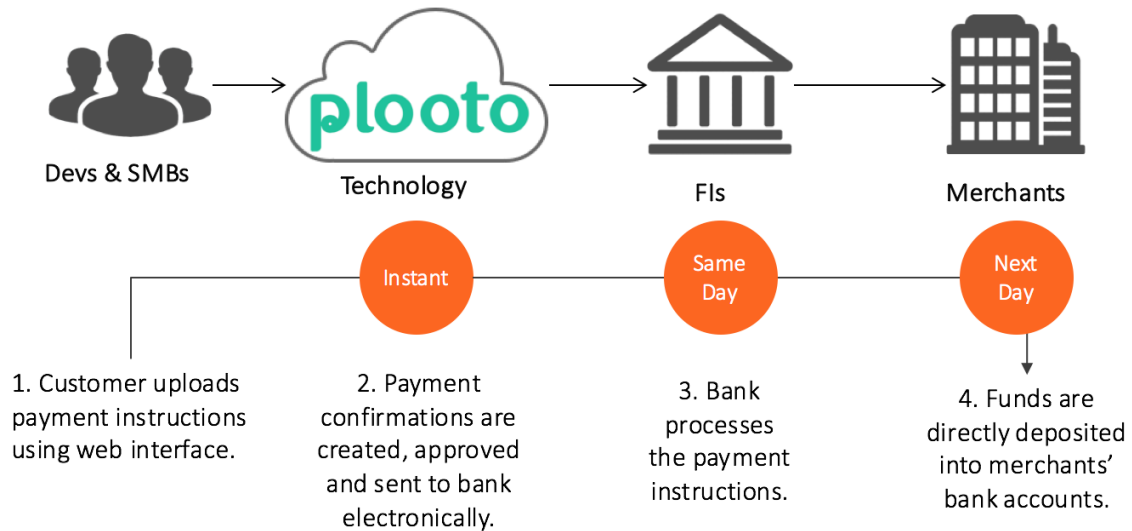 plooto
Devs & SMBs
Technology
FIs
Merchants
Instant
Same
Day
Next
Day
1. Customer uploads
payment instructions
using web interface.
2. Payment
confirmations are
created, approved
and sent to bank
electronically.
3. Bank
processes
the payment
instructions.
4. Funds are
directly deposited
into merchants’
bank accounts.